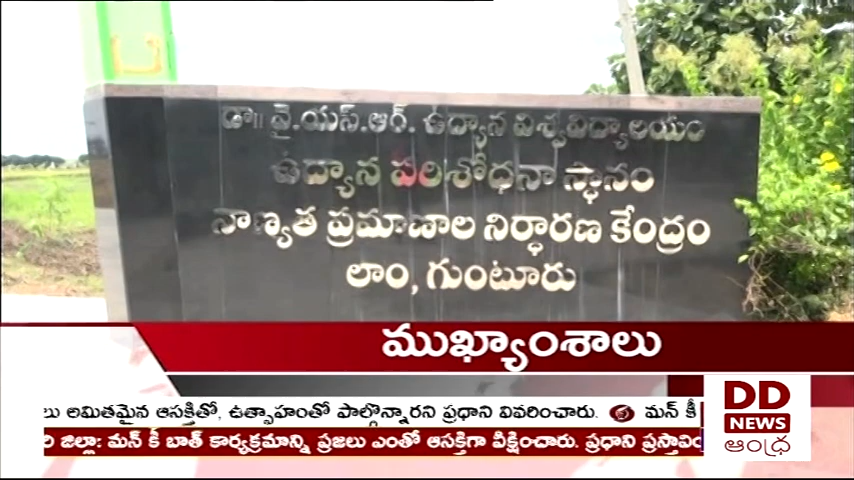 డా॥ వై.యస్.ఆర్. ఉద్యాన విశ్వవిద్యాలయం
ఉద్యాన పరిశోధనా స్థానం
నాణ్యత ప్రమాణాల నిర్ధారణ కేంద్రం
లాం, గుంటూరు
ముఖ్యాంశాలు
లు అమితమైన ఆసక్తితో, ఉత్సాహంతో పాల్గొన్నారని ప్రధాని వివరించారు. మన్ కీ
జిల్లా: మన్ కీ బాత్ కార్యక్రమాన్ని ప్రజలు ఎంతో ఆసక్తిగా వీక్షించారు. ప్రధాని ప్రస్తావిం
DD
NEWS
ఆంధ్ర